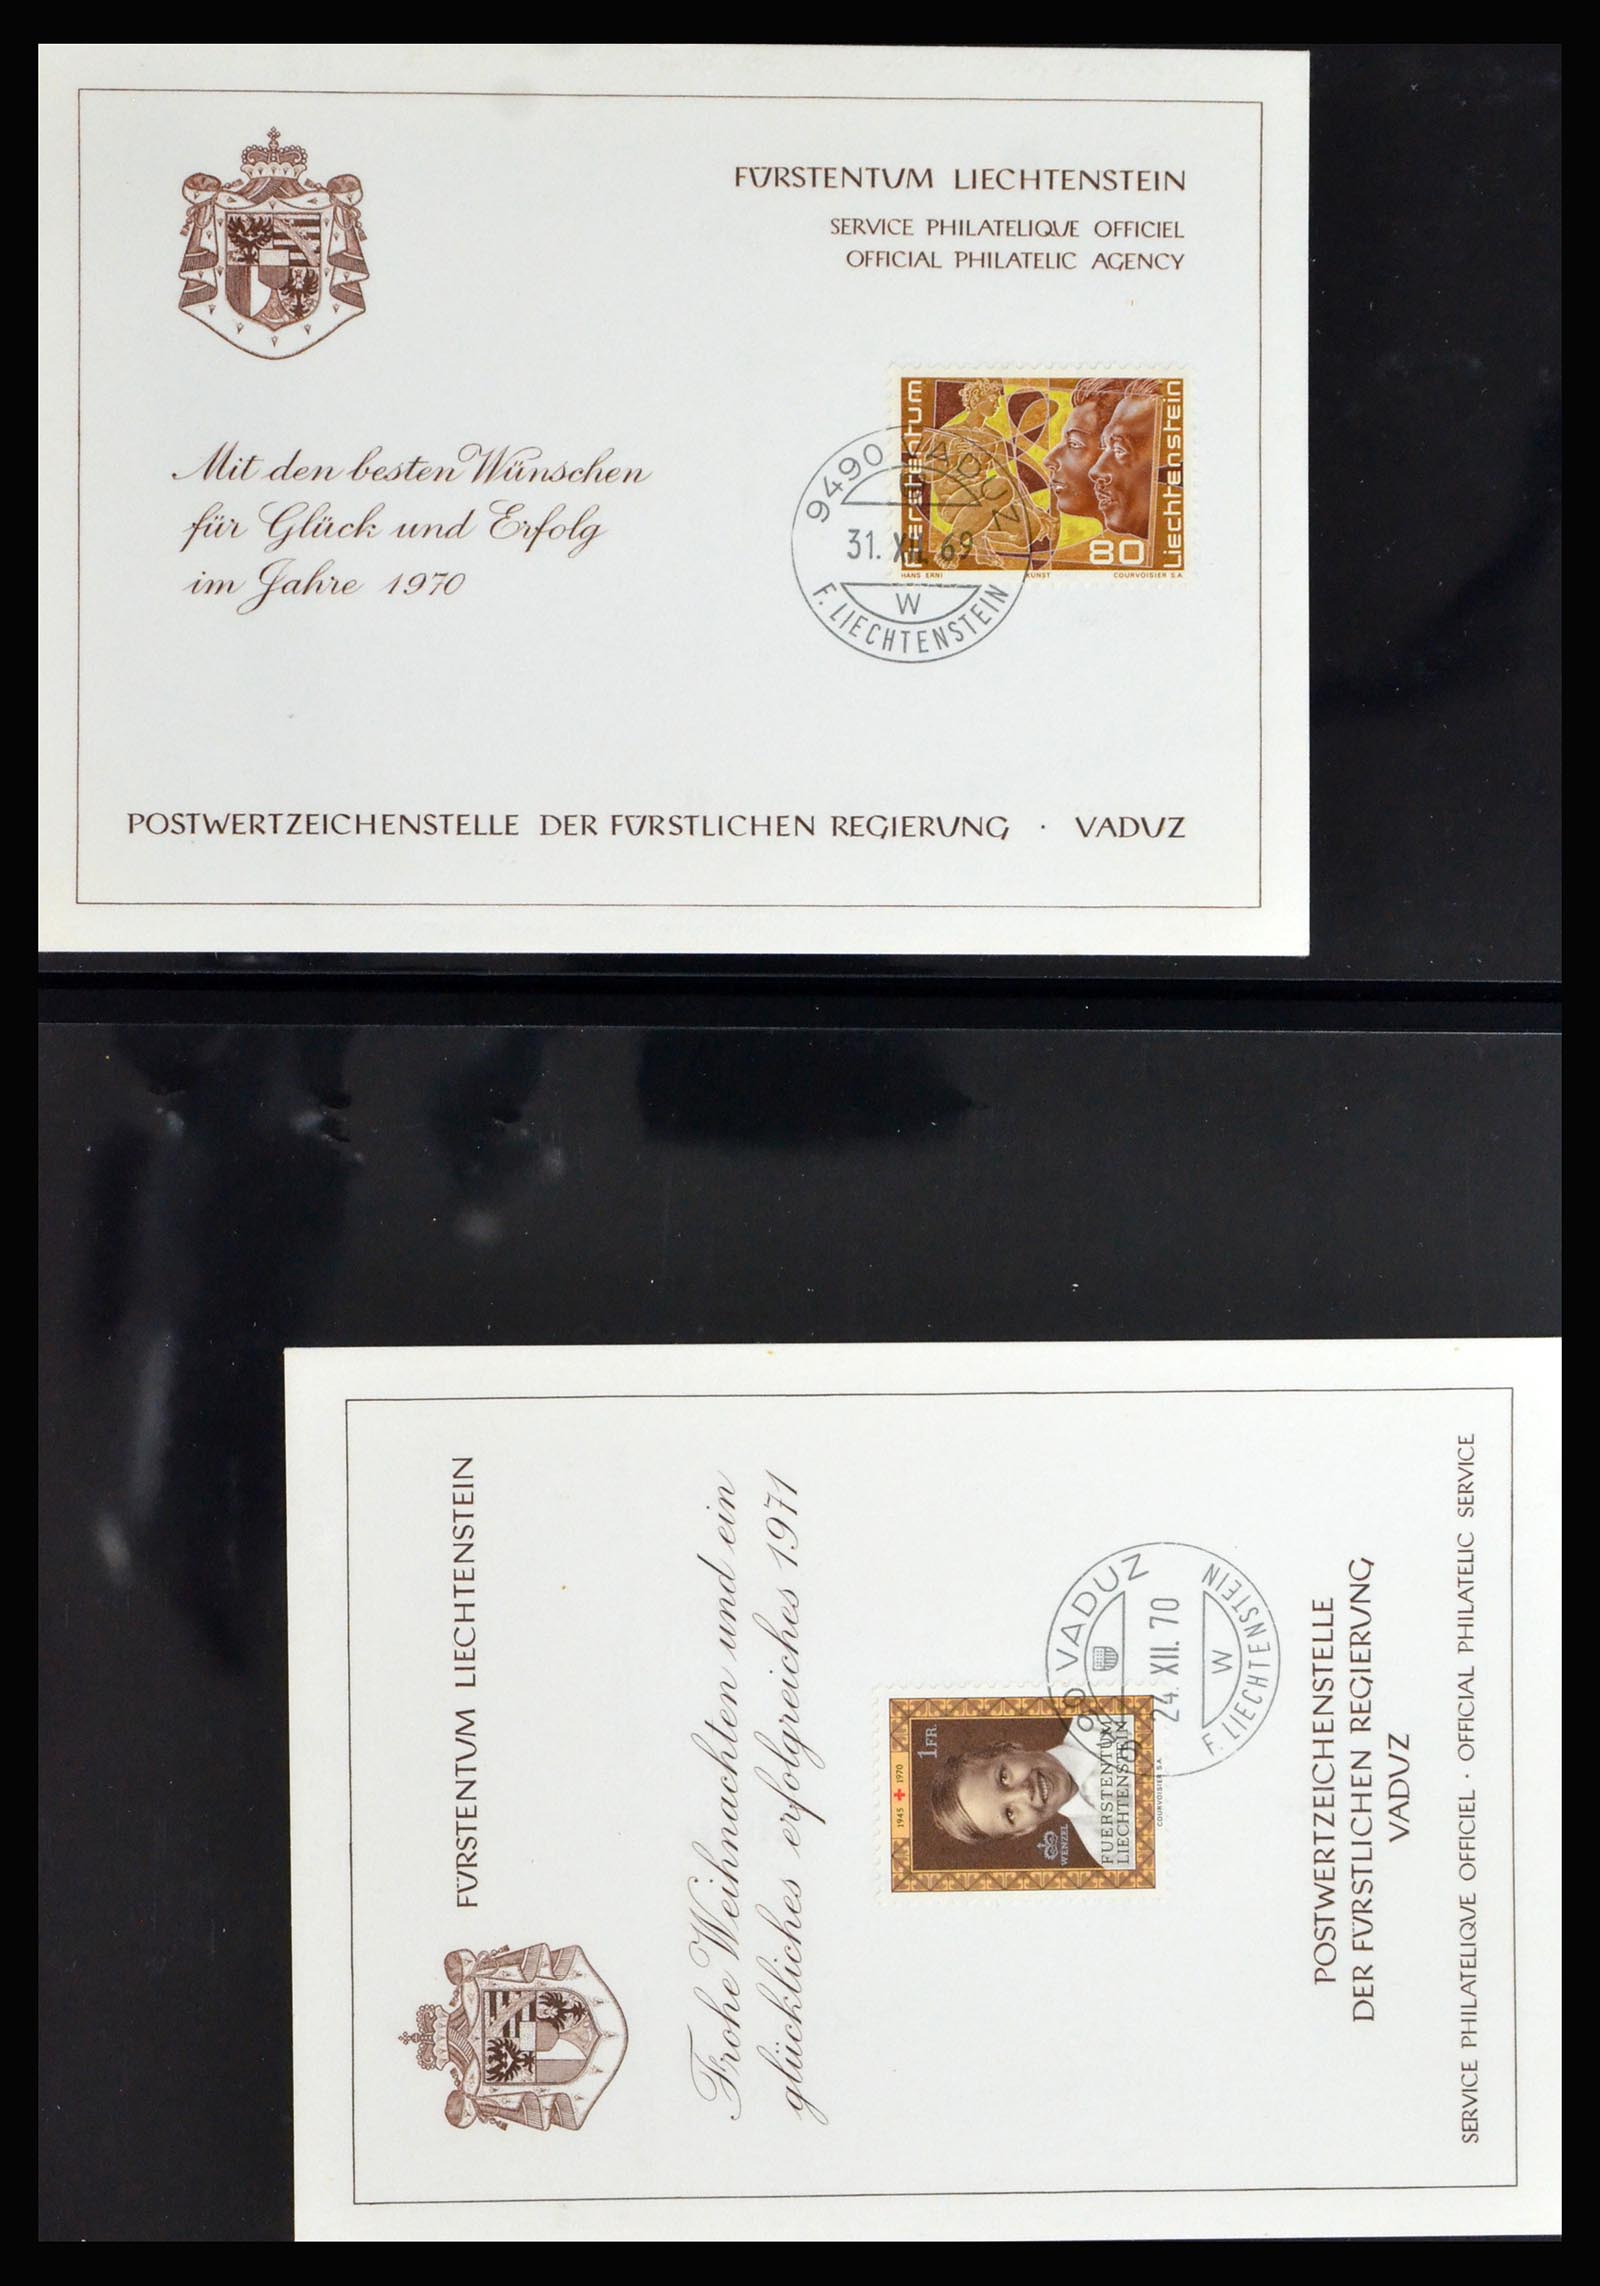 FÜRSTENTUM LIECHTENSTEIN
SERVICE PHILATELIQUE OFFICIEL
OFFICIAL PHILATELIC AGENCY
Mit den besten Wünschen
für Glück und Erfolg
im Jahre 1970
9490 VADUZ
31. XII. 69
W
F. LIECHTENSTEIN
Fuerstentum
Liechtenstein
80
HANS ERNI
KUNST
COURVOISIER S.A.
POSTWERTZEICHENSTELLE DER FÜRSTLICHEN REGIERUNG · VADUZ
FÜRSTENTUM LIECHTENSTEIN
Frohe Weihnachten und ein
glückliches erfolgreiches 1971
1945 + 1970
1 FR.
WENZEL
FUERSTENTUM
LIECHTENSTEIN
COURVOISIER S.A.
9490 VADUZ
24. XII. 70
W
F. LIECHTENSTEIN
POSTWERTZEICHENSTELLE
DER FÜRSTLICHEN REGIERUNG
VADUZ
SERVICE PHILATELIQUE OFFICIEL · OFFICIAL PHILATELIC SERVICE